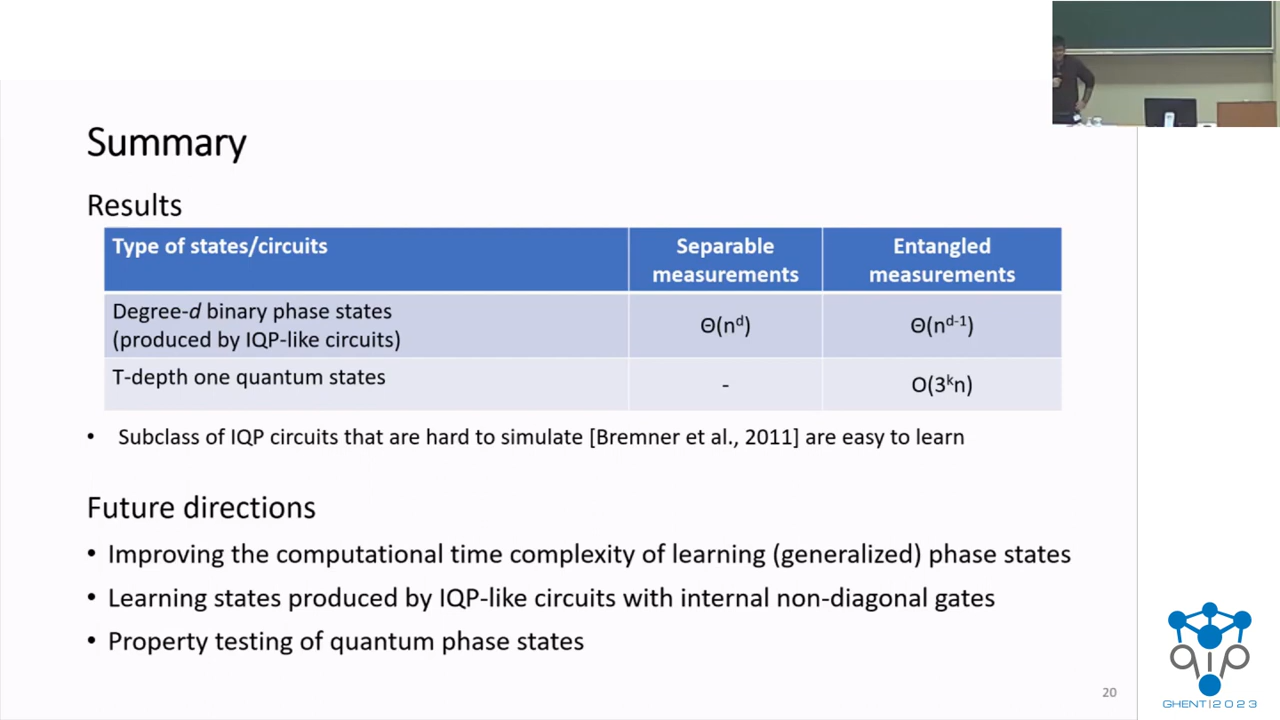 Summary
Results
Type of states/circuits
Separable measurements
Entangled measurements
Degree-d binary phase states
(produced by IQP-like circuits)
Θ(n^d)
Θ(n^{d-1})
T-depth one quantum states
-
O(3^k n)
• Subclass of IQP circuits that are hard to simulate [Bremner et al., 2011] are easy to learn
Future directions
• Improving the computational time complexity of learning (generalized) phase states
• Learning states produced by IQP-like circuits with internal non-diagonal gates
• Property testing of quantum phase states
20
qip
GHENT|2023